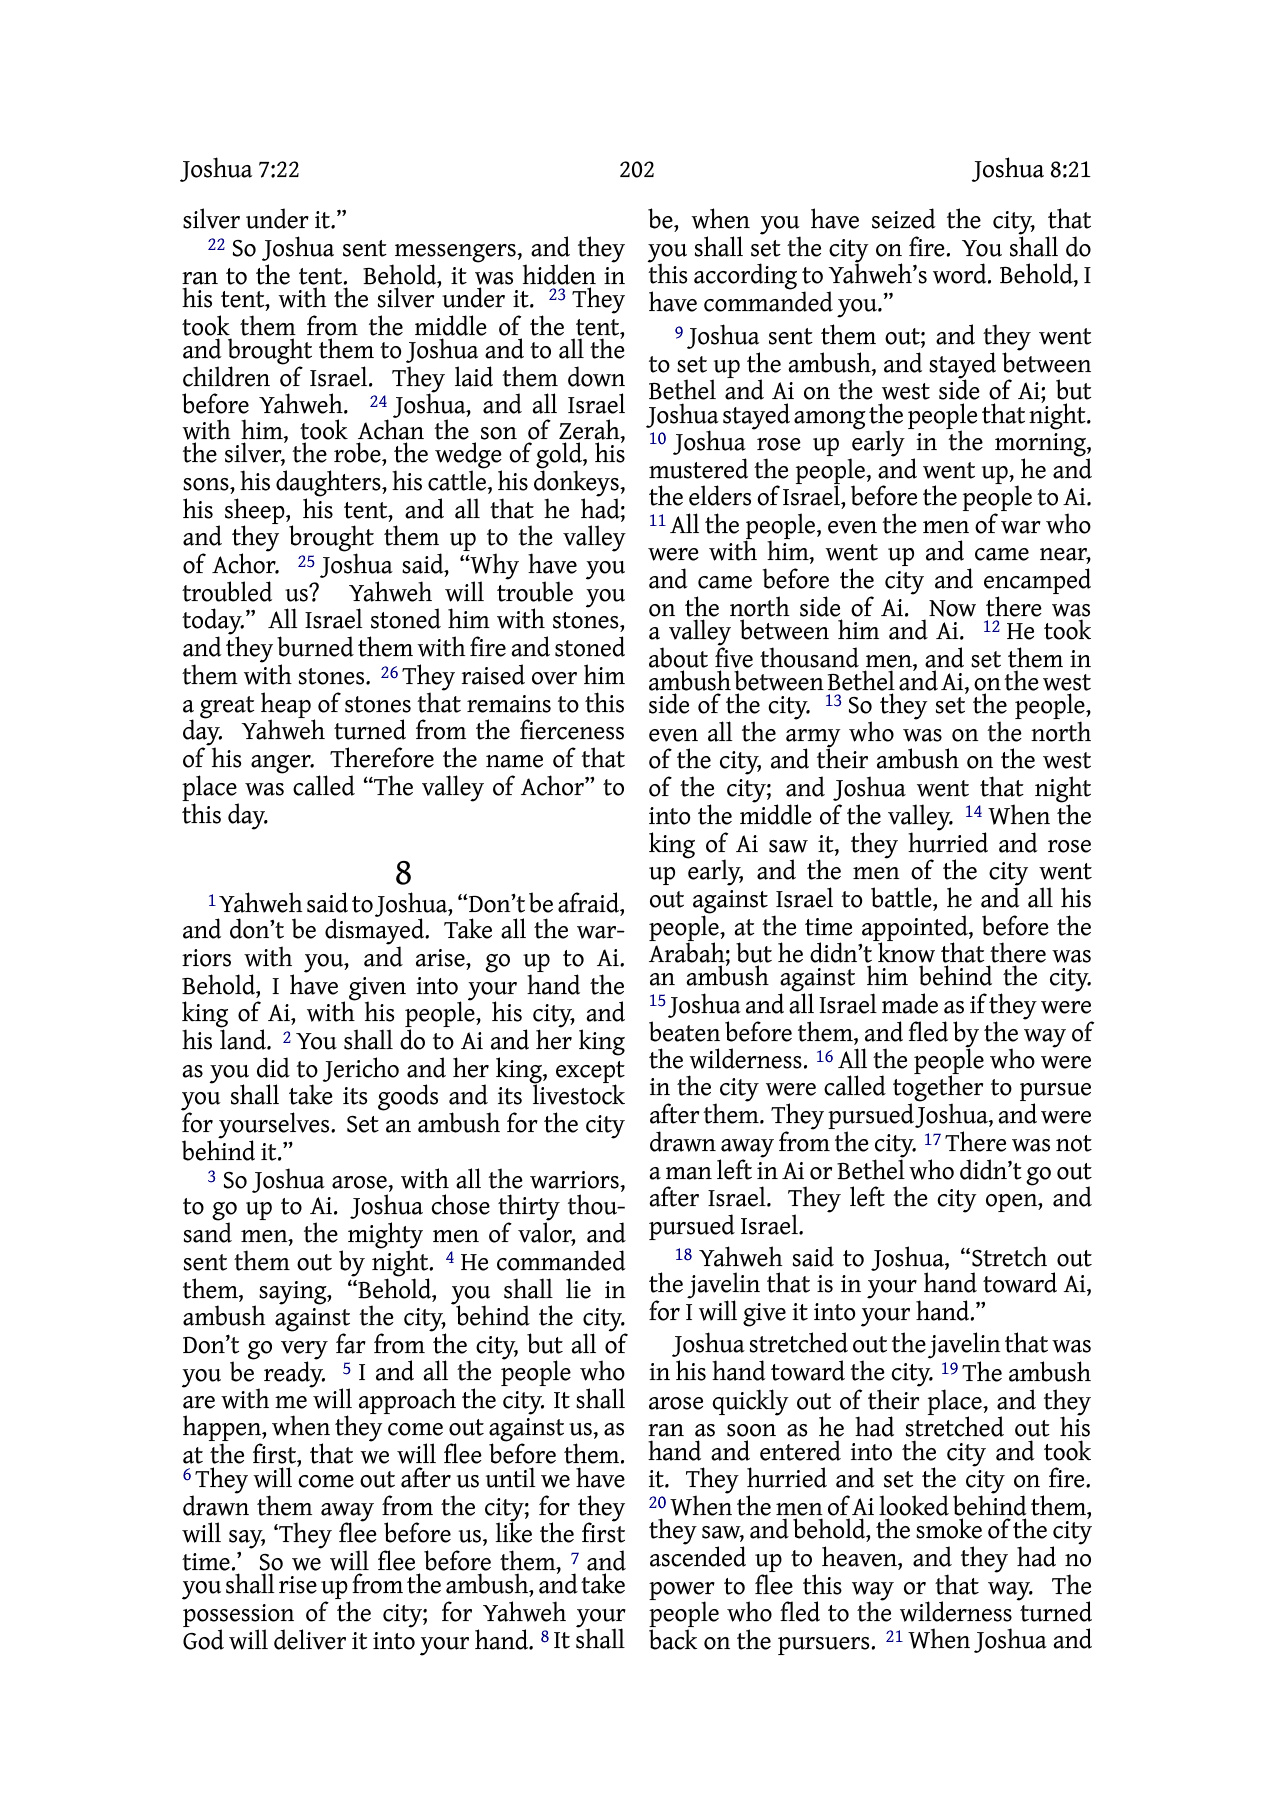 Joshua 7:22 202 Joshua 8:21
silver under it.”
22 So Joshua sent messengers, and they
ran to the tent. Behold, it was hidden in
his tent, with the silver under it. 23 They
took them from the middle of the tent,
and brought them to Joshua and to all the
children of Israel. They laid them down
before Yahweh. 24 Joshua, and all Israel
with him, took Achan the son of Zerah,
the silver, the robe, the wedge of gold, his
sons, his daughters, his cattle, his donkeys,
his sheep, his tent, and all that he had;
and they brought them up to the valley
of Achor. 25 Joshua said, “Why have you
troubled us? Yahweh will trouble you
today.” All Israel stoned him with stones,
and they burned them with fire and stoned
them with stones. 26 They raised over him
a great heap of stones that remains to this
day. Yahweh turned from the fierceness
of his anger. Therefore the name of that
place was called “The valley of Achor” to
this day.
8
1 Yahweh said to Joshua, “Don’t be afraid,
and don’t be dismayed. Take all the war-
riors with you, and arise, go up to Ai.
Behold, I have given into your hand the
king of Ai, with his people, his city, and
his land. 2 You shall do to Ai and her king
as you did to Jericho and her king, except
you shall take its goods and its livestock
for yourselves. Set an ambush for the city
behind it.”
3 So Joshua arose, with all the warriors,
to go up to Ai. Joshua chose thirty thou-
sand men, the mighty men of valor, and
sent them out by night. 4 He commanded
them, saying, “Behold, you shall lie in
ambush against the city, behind the city.
Don’t go very far from the city, but all of
you be ready. 5 I and all the people who
are with me will approach the city. It shall
happen, when they come out against us, as
at the first, that we will flee before them.
6 They will come out after us until we have
drawn them away from the city; for they
will say, ‘They flee before us, like the first
time.’ So we will flee before them, 7 and
you shall rise up from the ambush, and take
possession of the city; for Yahweh your
God will deliver it into your hand. 8 It shall
be, when you have seized the city, that
you shall set the city on fire. You shall do
this according to Yahweh’s word. Behold, I
have commanded you.”
9 Joshua sent them out; and they went
to set up the ambush, and stayed between
Bethel and Ai on the west side of Ai; but
Joshua stayed among the people that night.
10 Joshua rose up early in the morning,
mustered the people, and went up, he and
the elders of Israel, before the people to Ai.
11 All the people, even the men of war who
were with him, went up and came near,
and came before the city and encamped
on the north side of Ai. Now there was
a valley between him and Ai. 12 He took
about five thousand men, and set them in
ambush between Bethel and Ai, on the west
side of the city. 13 So they set the people,
even all the army who was on the north
of the city, and their ambush on the west
of the city; and Joshua went that night
into the middle of the valley. 14 When the
king of Ai saw it, they hurried and rose
up early, and the men of the city went
out against Israel to battle, he and all his
people, at the time appointed, before the
Arabah; but he didn’t know that there was
an ambush against him behind the city.
15 Joshua and all Israel made as if they were
beaten before them, and fled by the way of
the wilderness. 16 All the people who were
in the city were called together to pursue
after them. They pursued Joshua, and were
drawn away from the city. 17 There was not
a man left in Ai or Bethel who didn’t go out
after Israel. They left the city open, and
pursued Israel.
18 Yahweh said to Joshua, “Stretch out
the javelin that is in your hand toward Ai,
for I will give it into your hand.”
Joshua stretched out the javelin that was
in his hand toward the city. 19 The ambush
arose quickly out of their place, and they
ran as soon as he had stretched out his
hand and entered into the city and took
it. They hurried and set the city on fire.
20 When the men of Ai looked behind them,
they saw, and behold, the smoke of the city
ascended up to heaven, and they had no
power to flee this way or that way. The
people who fled to the wilderness turned
back on the pursuers. 21 When Joshua and